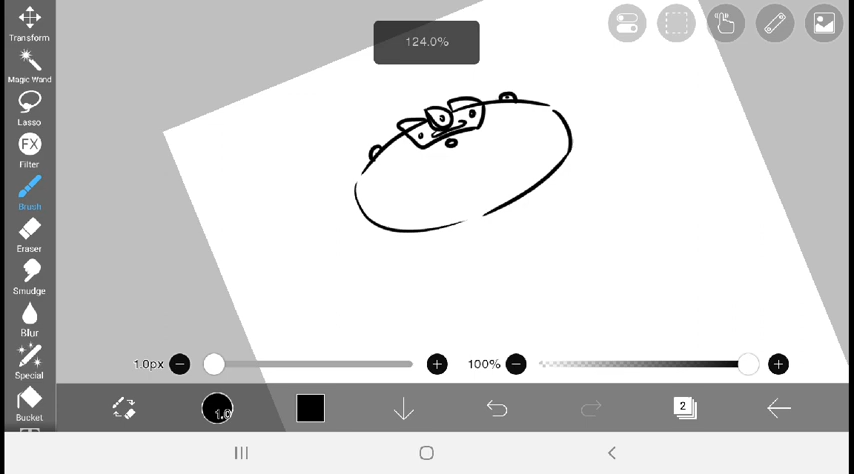 Transform
124.0%
Magic Wand
Lasso
FX
Filter
Brush
Eraser
Smudge
Blur
1.0px
100%
Special
1.0
2
Bucket